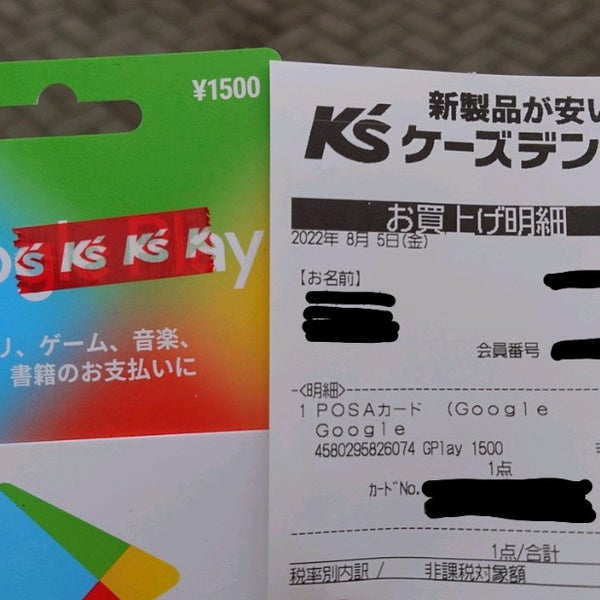 ¥1500
K's K's K's K
リ、ゲーム、音楽、
書籍のお支払いに
新製品が安い
K's ケーズデン
お買上げ明細
2022年 8月 5日(金)
【お名前】
会員番号
<明細>
1 POSAカード (Google
Google
4580295826074 GPlay 1500
1点
カードNo.
1点/合計
税率別内訳 / 非課税対象額